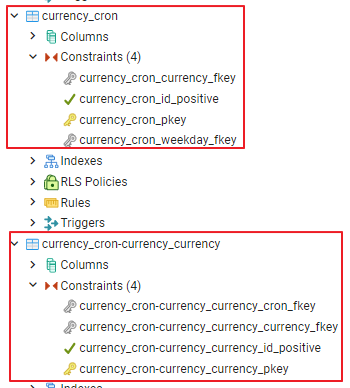 currency_cron
Columns
Constraints (4)
currency_cron_currency_fkey
currency_cron_id_positive
currency_cron_pkey
currency_cron_weekday_fkey
Indexes
RLS Policies
Rules
Triggers
currency_cron-currency_currency
Columns
Constraints (4)
currency_cron-currency_currency_cron_fkey
currency_cron-currency_currency_currency_fkey
currency_cron-currency_currency_id_positive
currency_cron-currency_currency_pkey